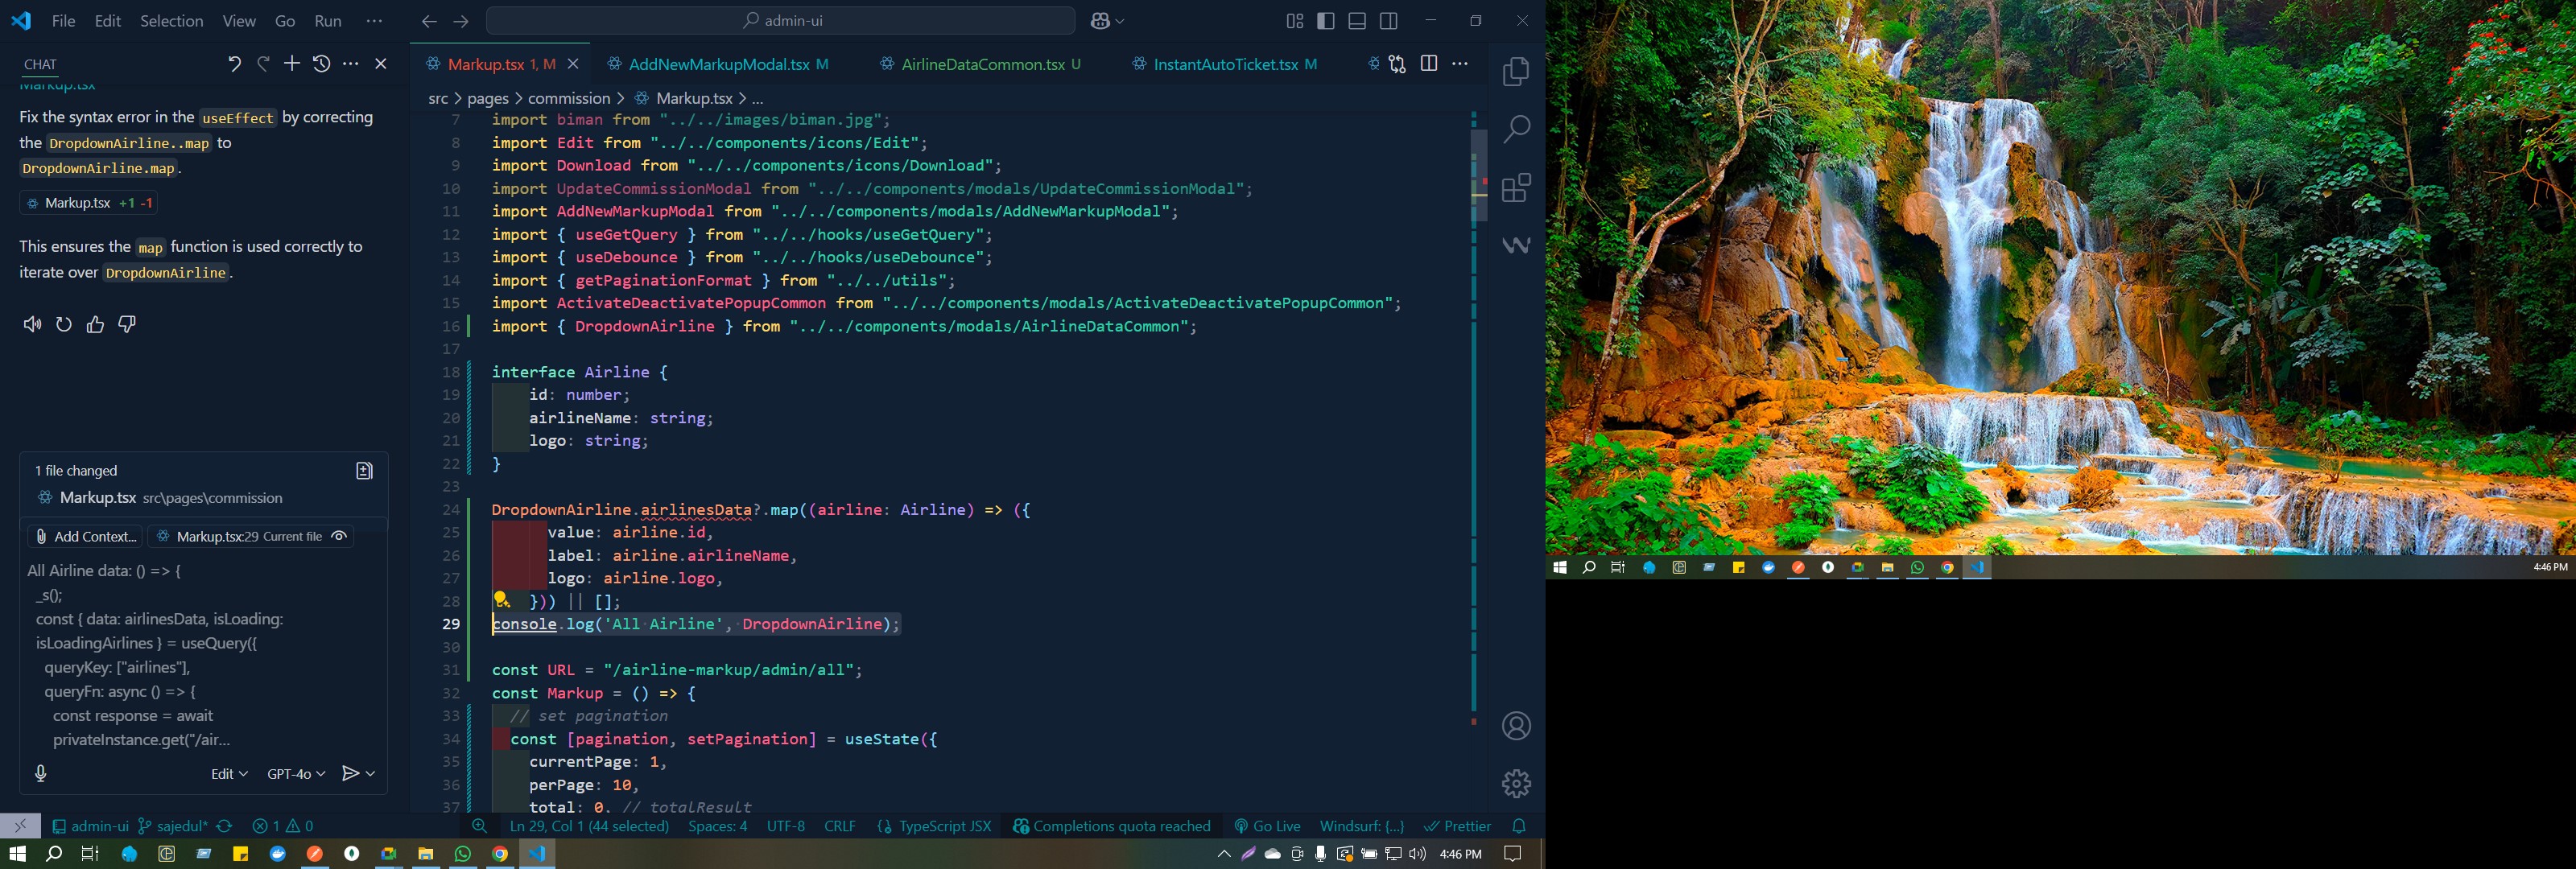 File Edit Selection View Go Run ···
admin-ui
CHAT
Markup.tsx
Fix the syntax error in the useEffect by correcting
the DropdownAirline..map to
DropdownAirline.map.
Markup.tsx +1 -1
This ensures the map function is used correctly to
iterate over DropdownAirline.
1 file changed
Markup.tsx src\pages\commission
Add Context... Markup.tsx:29 Current file
All Airline data: () => {
_s();
const { data: airlinesData, isLoading:
isLoadingAirlines } = useQuery({
queryKey: ["airlines"],
queryFn: async () => {
const response = await
privateInstance.get("/air...
Edit GPT-4o
Markup.tsx 1, M AddNewMarkupModal.tsx M AirlineDataCommon.tsx U InstantAutoTicket.tsx M
src > pages > commission > Markup.tsx > ...
7 import biman from "../../images/biman.jpg";
8 import Edit from "../../components/icons/Edit";
9 import Download from "../../components/icons/Download";
10 import UpdateCommissionModal from "../../components/modals/UpdateCommissionModal";
11 import AddNewMarkupModal from "../../components/modals/AddNewMarkupModal";
12 import { useGetQuery } from "../../hooks/useGetQuery";
13 import { useDebounce } from "../../hooks/useDebounce";
14 import { getPaginationFormat } from "../../utils";
15 import ActivateDeactivatePopupCommon from "../../components/modals/ActivateDeactivatePopupCommon";
16 import { DropdownAirline } from "../../components/modals/AirlineDataCommon";
17
18 interface Airline {
19 id: number;
20 airlineName: string;
21 logo: string;
22 }
23
24 DropdownAirline.airlinesData?.map((airline: Airline) => ({
25 value: airline.id,
26 label: airline.airlineName,
27 logo: airline.logo,
28 })) || [];
29 console.log('All Airline', DropdownAirline);
30
31 const URL = "/airline-markup/admin/all";
32 const Markup = () => {
33 // set pagination
34 const [pagination, setPagination] = useState({
35 currentPage: 1,
36 perPage: 10,
37 total: 0, // totalResult
admin-ui sajedul* 1 0 Ln 29, Col 1 (44 selected) Spaces: 4 UTF-8 CRLF TypeScript JSX Completions quota reached Go Live Windsurf: {...} Prettier
4:46 PM
4:46 PM